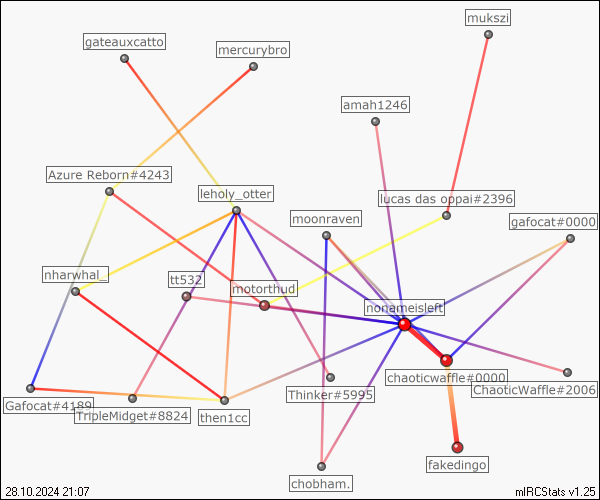 mukszi
gateauxcatto
mercurybro
amah1246
Azure Reborn#4243
leholy_otter
lucas das oppai#2396
moonraven
gafocat#0000
nharwhal_
tt532
motorthud
nonameisleft
chaoticwaffle#0000
ChaoticWaffle#2006
Thinker#5995
Gafocat#4189
TripleMidget#8824
then1cc
fakedingo
chobham.
28.10.2024 21:07
mIRCStats v1.25